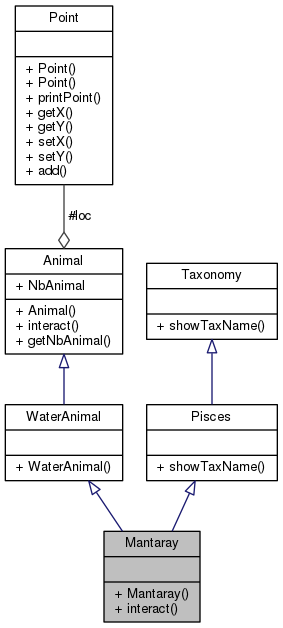 Point
+ Point()
+ Point()
+ printPoint()
+ getX()
+ getY()
+ setX()
+ setY()
+ add()
#loc
Animal
+ NbAnimal
+ Animal()
+ interact()
+ getNbAnimal()
Taxonomy
+ showTaxName()
WaterAnimal
+ WaterAnimal()
Pisces
+ showTaxName()
Mantaray
+ Mantaray()
+ interact()